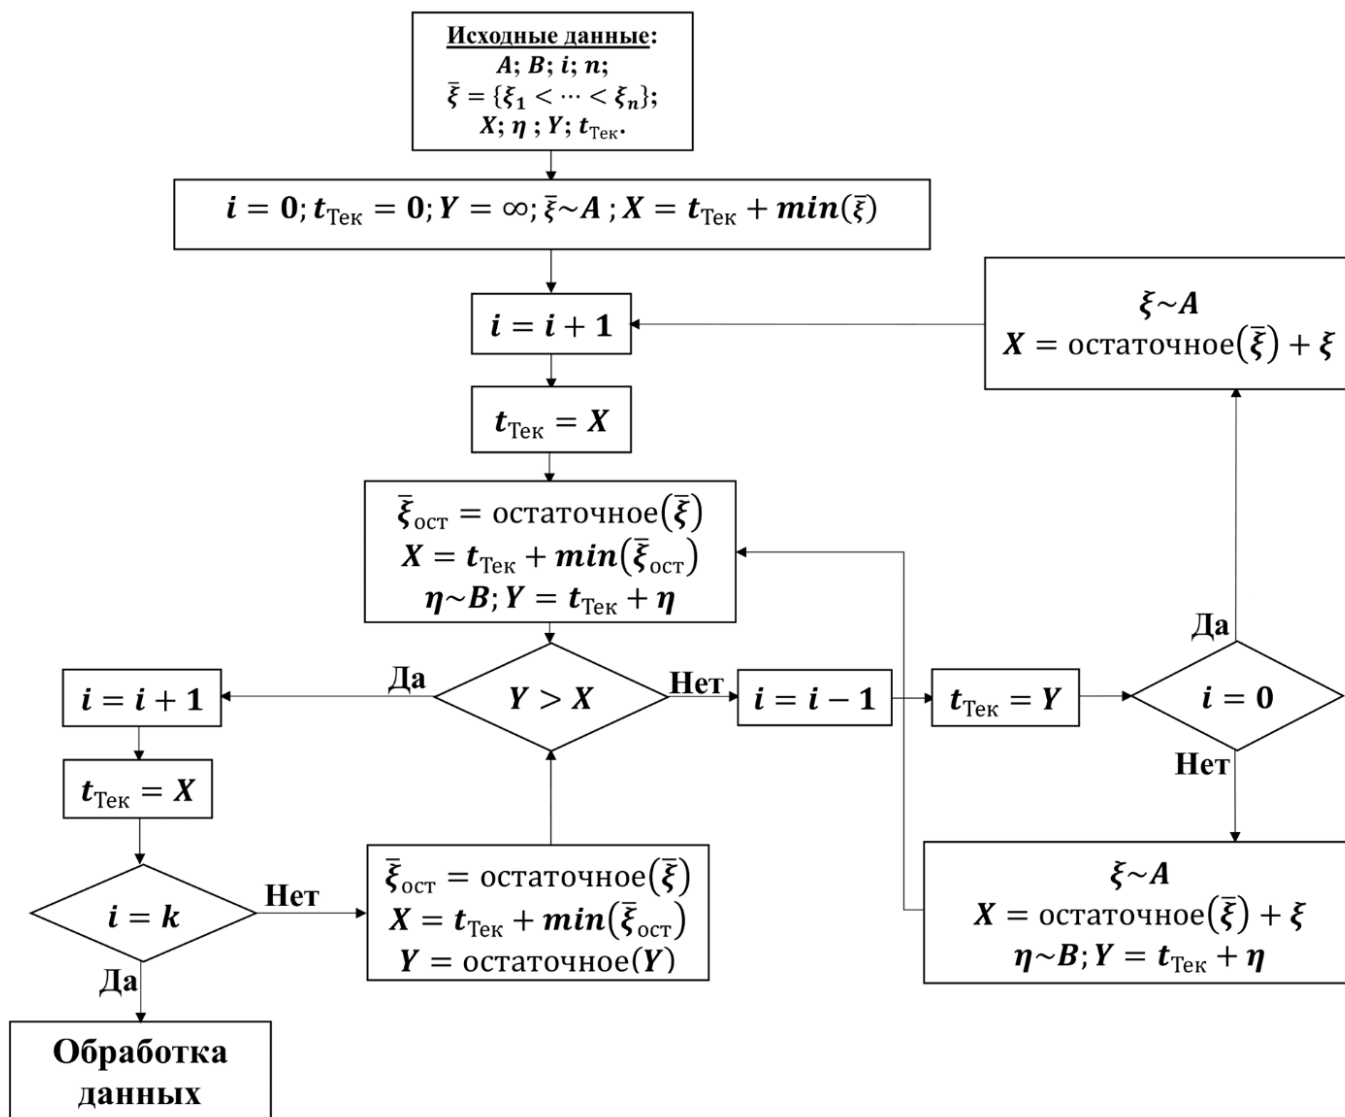 Исходные данные:
A; B; i; n;
ξ̄ = {ξ₁ < ⋯ < ξₙ};
X; η ; Y; t_Тек.
i = 0; t_Тек = 0; Y = ∞; ξ̄~A ; X = t_Тек + min(ξ̄)
i = i + 1
ξ~A
X = остаточное(ξ̄) + ξ
t_Тек = X
ξ̄_ост = остаточное(ξ̄)
X = t_Тек + min(ξ̄_ост)
η~B; Y = t_Тек + η
Да
Да
Нет
i = i + 1
Y > X
i = i − 1
t_Тек = Y
i = 0
Нет
t_Тек = X
ξ̄_ост = остаточное(ξ̄)
X = t_Тек + min(ξ̄_ост)
Y = остаточное(Y)
ξ~A
X = остаточное(ξ̄) + ξ
η~B; Y = t_Тек + η
i = k
Нет
Да
Обработка
данных